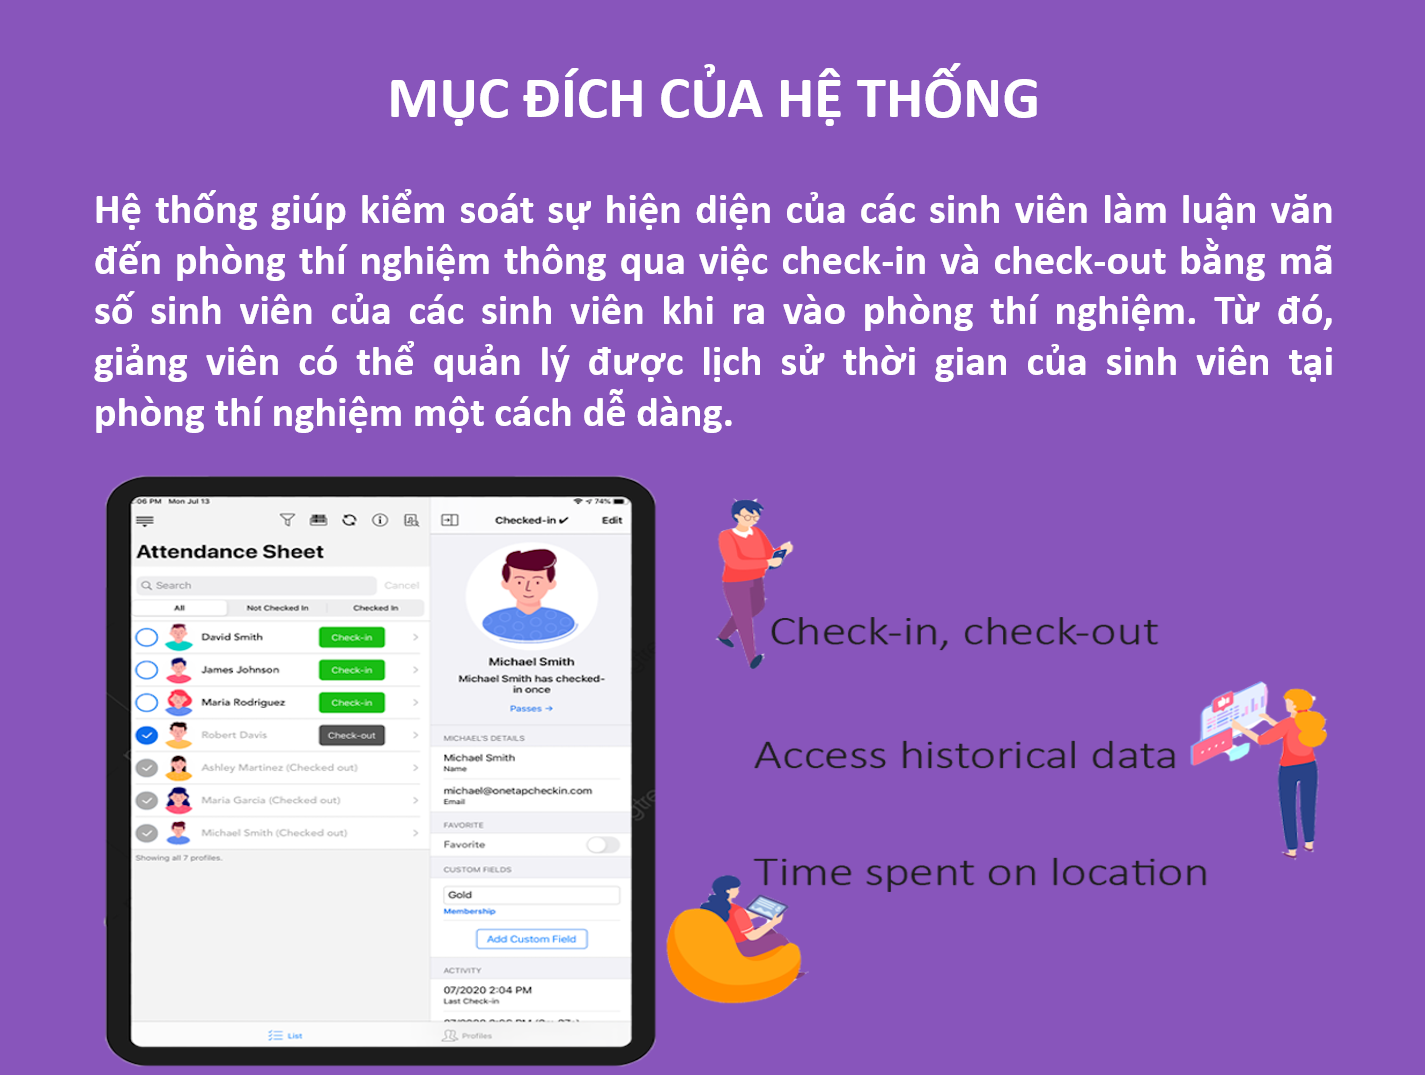 MỤC ĐÍCH CỦA HỆ THỐNG
Hệ thống giúp kiểm soát sự hiện diện của các sinh viên làm luận văn
đến phòng thí nghiệm thông qua việc check-in và check-out bằng mã
số sinh viên của các sinh viên khi ra vào phòng thí nghiệm. Từ đó,
giảng viên có thể quản lý được lịch sử thời gian của sinh viên tại
phòng thí nghiệm một cách dễ dàng.
:06 PM Mon Jul 13
74%
Attendance Sheet
Search Cancel
All Not Checked In Checked In
David Smith Check-in
James Johnson Check-in
Maria Rodriguez Check-in
Robert Davis Check-out
Ashley Martinez (Checked out)
Maria Garcia (Checked out)
Michael Smith (Checked out)
Showing all 7 profiles.
List
Checked-in ✔ Edit
Michael Smith
Michael Smith has checked-
in once
Passes →
MICHAEL'S DETAILS
Michael Smith
Name
michael@onetapcheckin.com
Email
FAVORITE
Favorite
CUSTOM FIELDS
Gold
Membership
Add Custom Field
ACTIVITY
07/2020 2:04 PM
Last Check-in
Profiles
Check-in, check-out
Access historical data
Time spent on location